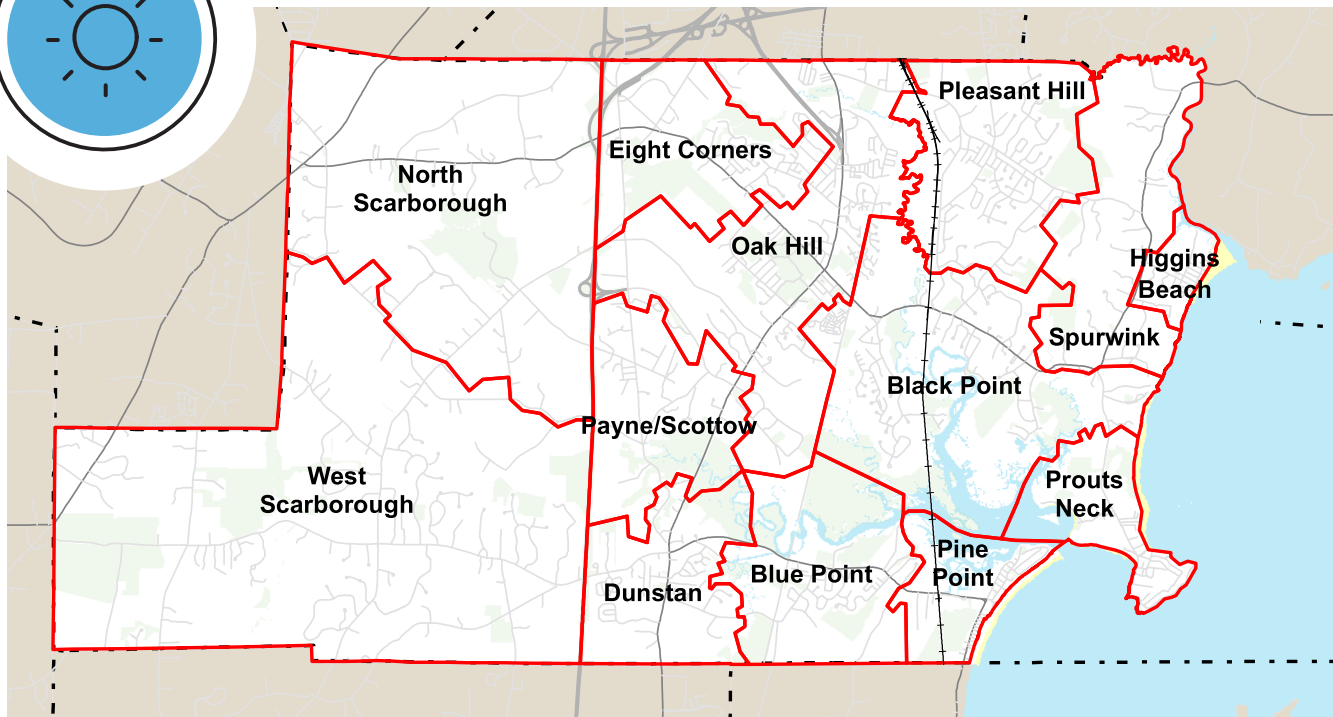 Pleasant Hill
Eight Corners
North
Scarborough
Oak Hill
Higgins
Beach
Spurwink
Black Point
Payne/Scottow
West
Scarborough
Prouts
Neck
Pine
Point
Blue Point
Dunstan